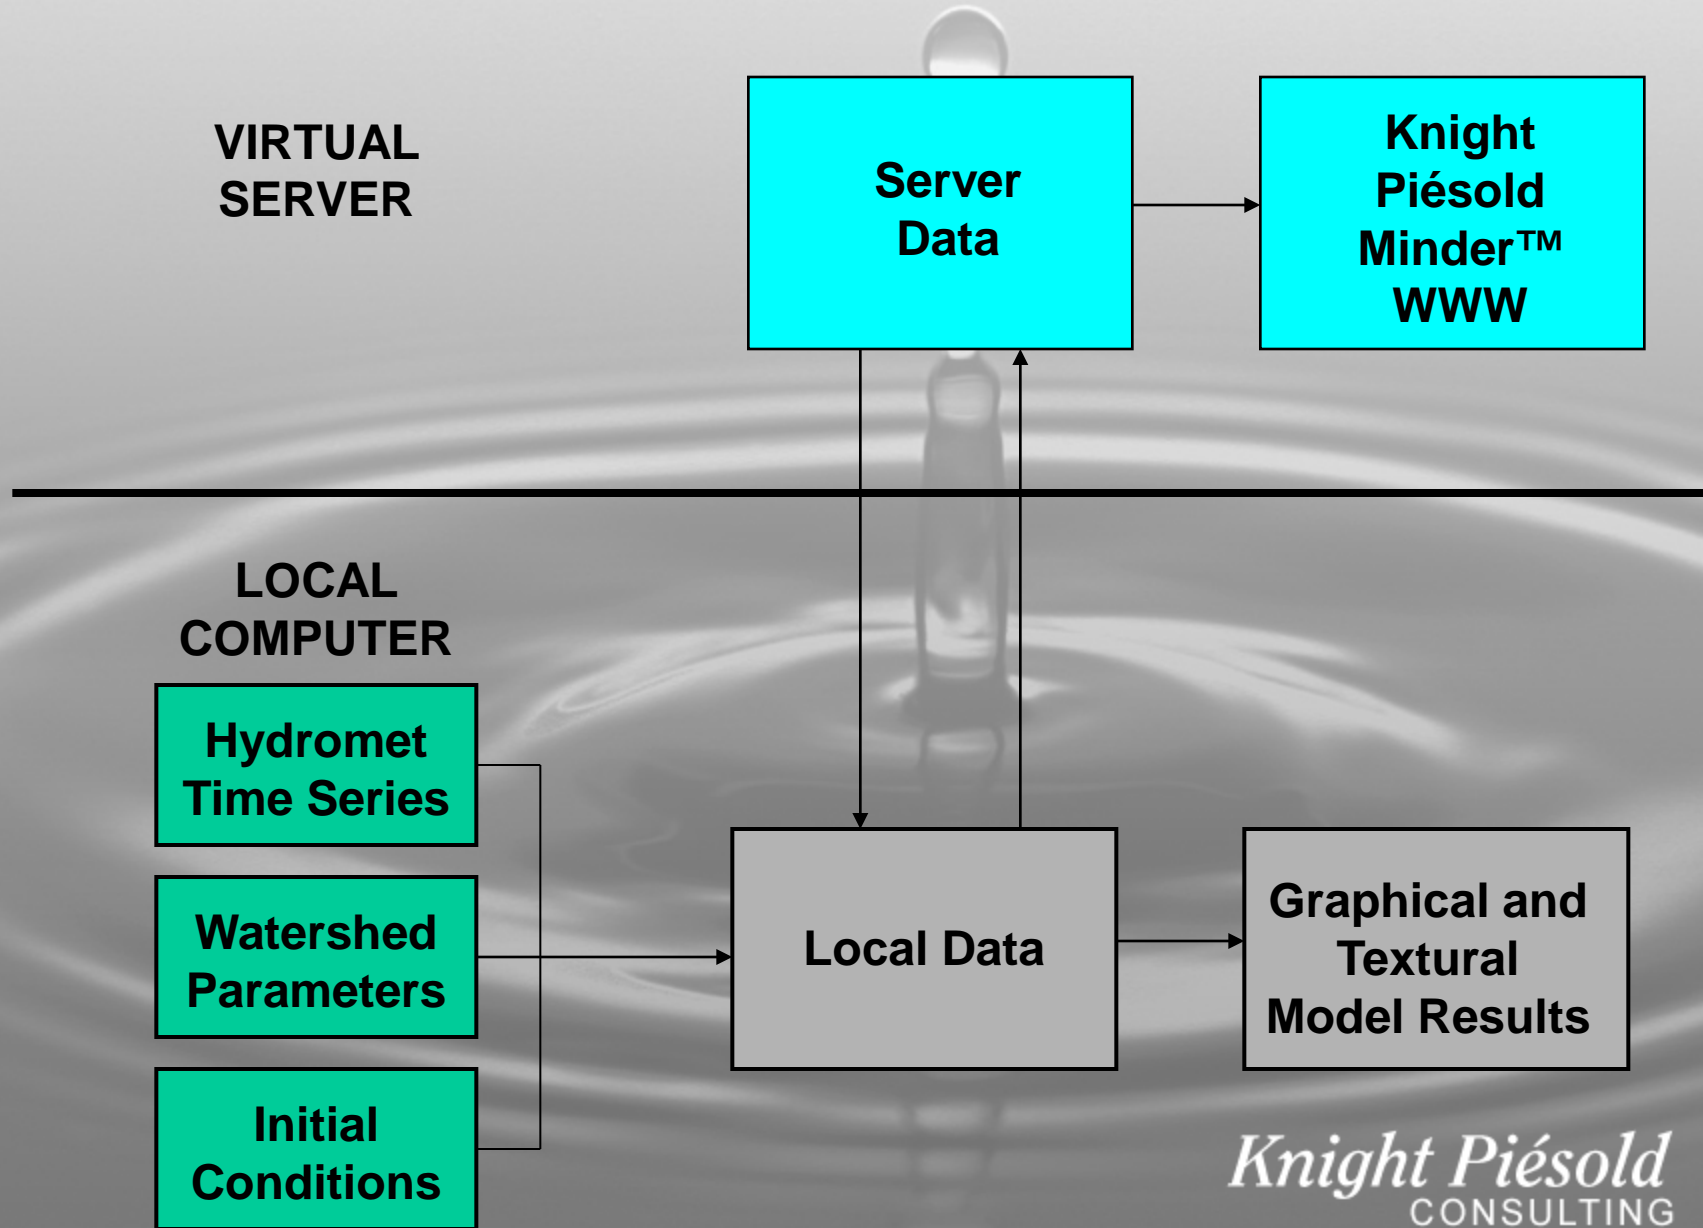 VIRTUAL
SERVER
Server
Data
Knight
Piésold
Minder™
WWW
LOCAL
COMPUTER
Hydromet
Time Series
Watershed
Parameters
Initial
Conditions
Local Data
Graphical and
Textural
Model Results
Knight Piésold
CONSULTING